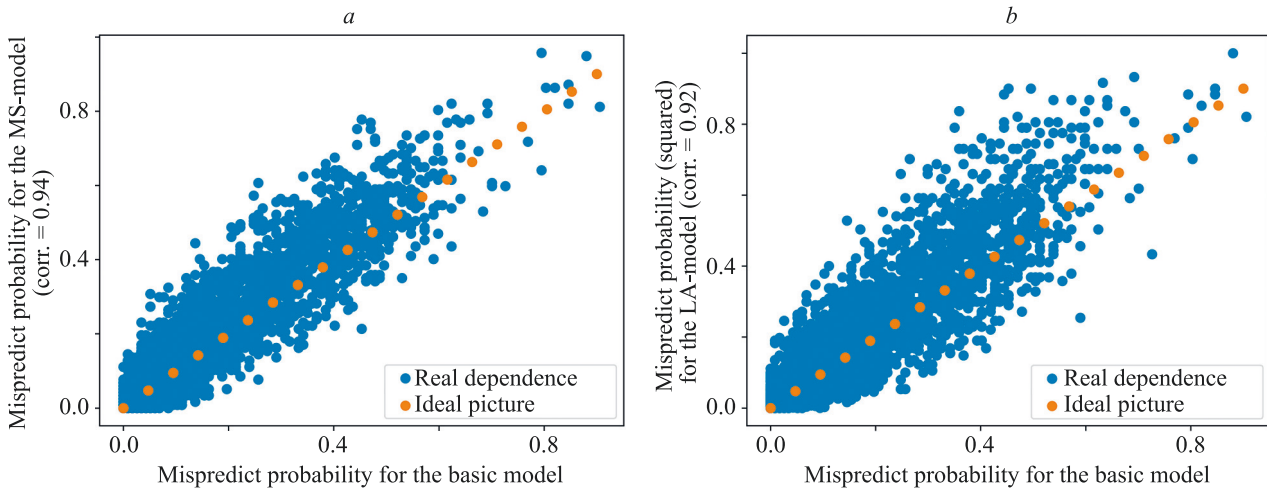 a
Mispredict probability for the MS-model
(corr. = 0.94)
0.8
0.4
0.0
Real dependence
Ideal picture
0.0
0.4
0.8
Mispredict probability for the basic model
b
Mispredict probability (squared)
for the LA-model (corr. = 0.92)
0.8
0.4
0.0
Real dependence
Ideal picture
0.0
0.4
0.8
Mispredict probability for the basic model